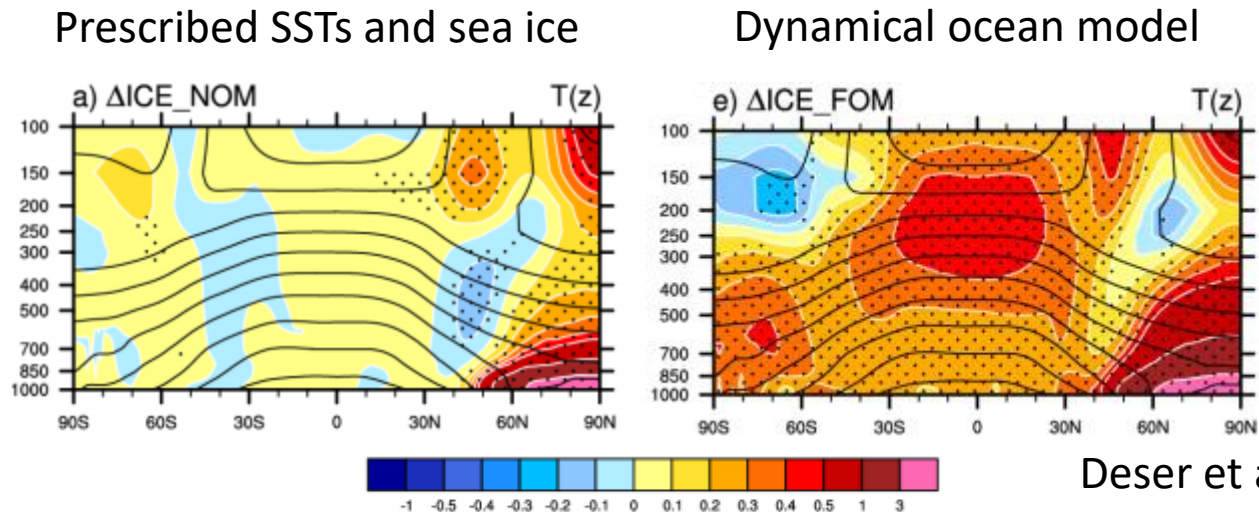 Prescribed SSTs and sea ice
Dynamical ocean model
a) ΔICE_NOM T(z)
100
150
200
250
300
400
500
700
850
1000
90S 60S 30S 0 30N 60N 90N
e) ΔICE_FOM T(z)
100
150
200
250
300
400
500
700
850
1000
90S 60S 30S 0 30N 60N 90N
-1 -0.5 -0.4 -0.3 -0.2 -0.1 0 0.1 0.2 0.3 0.4 0.5 1 3
Deser et a